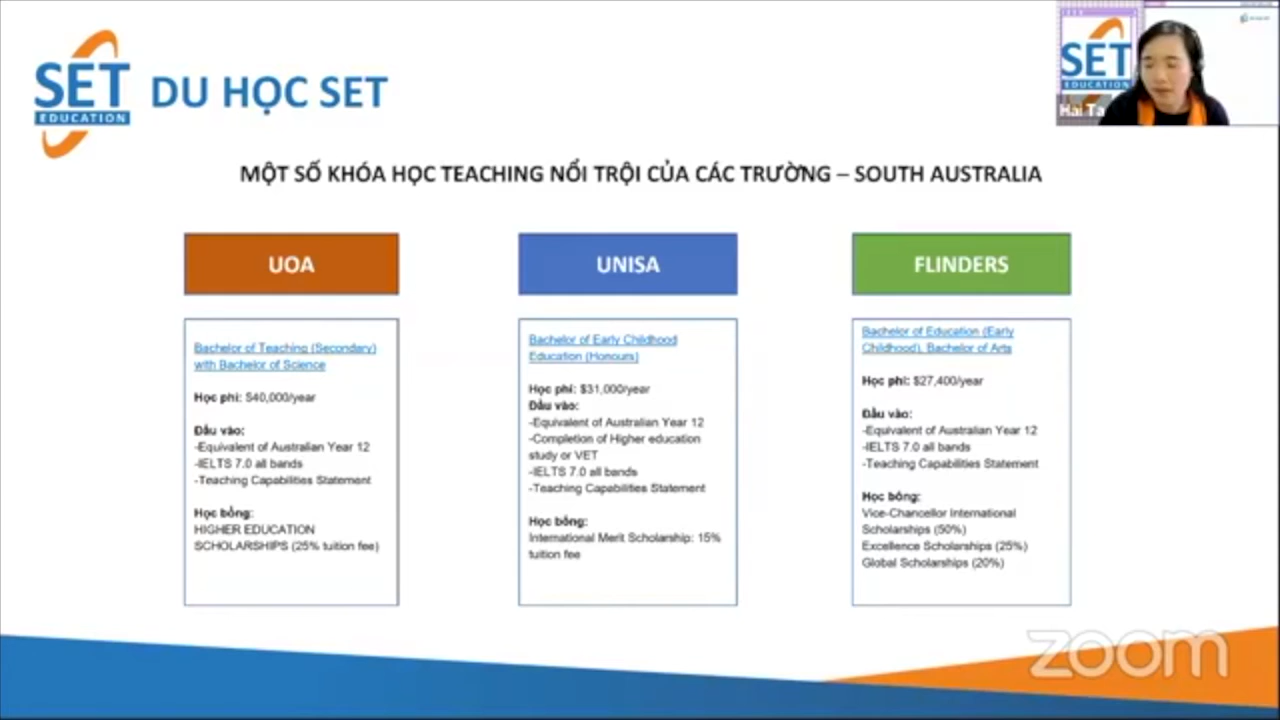 SET
EDUCATION
DU HỌC SET
SET
EDUCATION
Hai Ta
MỘT SỐ KHÓA HỌC TEACHING NỔI TRỘI CỦA CÁC TRƯỜNG – SOUTH AUSTRALIA
UOA
Bachelor of Teaching (Secondary)
with Bachelor of Science
Học phí: $40,000/year
Đầu vào:
-Equivalent of Australian Year 12
-IELTS 7.0 all bands
-Teaching Capabilities Statement
Học bổng:
HIGHER EDUCATION
SCHOLARSHIPS (25% tuition fee)
UNISA
Bachelor of Early Childhood
Education (Honours)
Học phí: $31,000/year
Đầu vào:
-Equivalent of Australian Year 12
-Completion of Higher education
study or VET
-IELTS 7.0 all bands
-Teaching Capabilities Statement
Học bổng:
International Merit Scholarship: 15%
tuition fee
FLINDERS
Bachelor of Education (Early
Childhood), Bachelor of Arts
Học phí: $27,400/year
Đầu vào:
-Equivalent of Australian Year 12
-IELTS 7.0 all bands
-Teaching Capabilities Statement
Học bổng:
Vice-Chancellor International
Scholarships (50%)
Excellence Scholarships (25%)
Global Scholarships (20%)
zoom